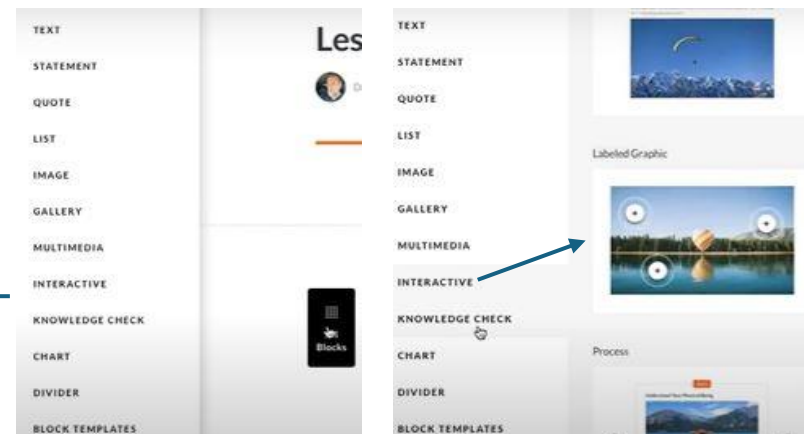 TEXT
STATEMENT
QUOTE
LIST
IMAGE
GALLERY
MULTIMEDIA
INTERACTIVE
KNOWLEDGE CHECK
CHART
DIVIDER
BLOCK TEMPLATES
Les
D
Blocks
TEXT
STATEMENT
QUOTE
LIST
IMAGE
GALLERY
MULTIMEDIA
INTERACTIVE
KNOWLEDGE CHECK
CHART
DIVIDER
BLOCK TEMPLATES
Labeled Graphic
Process